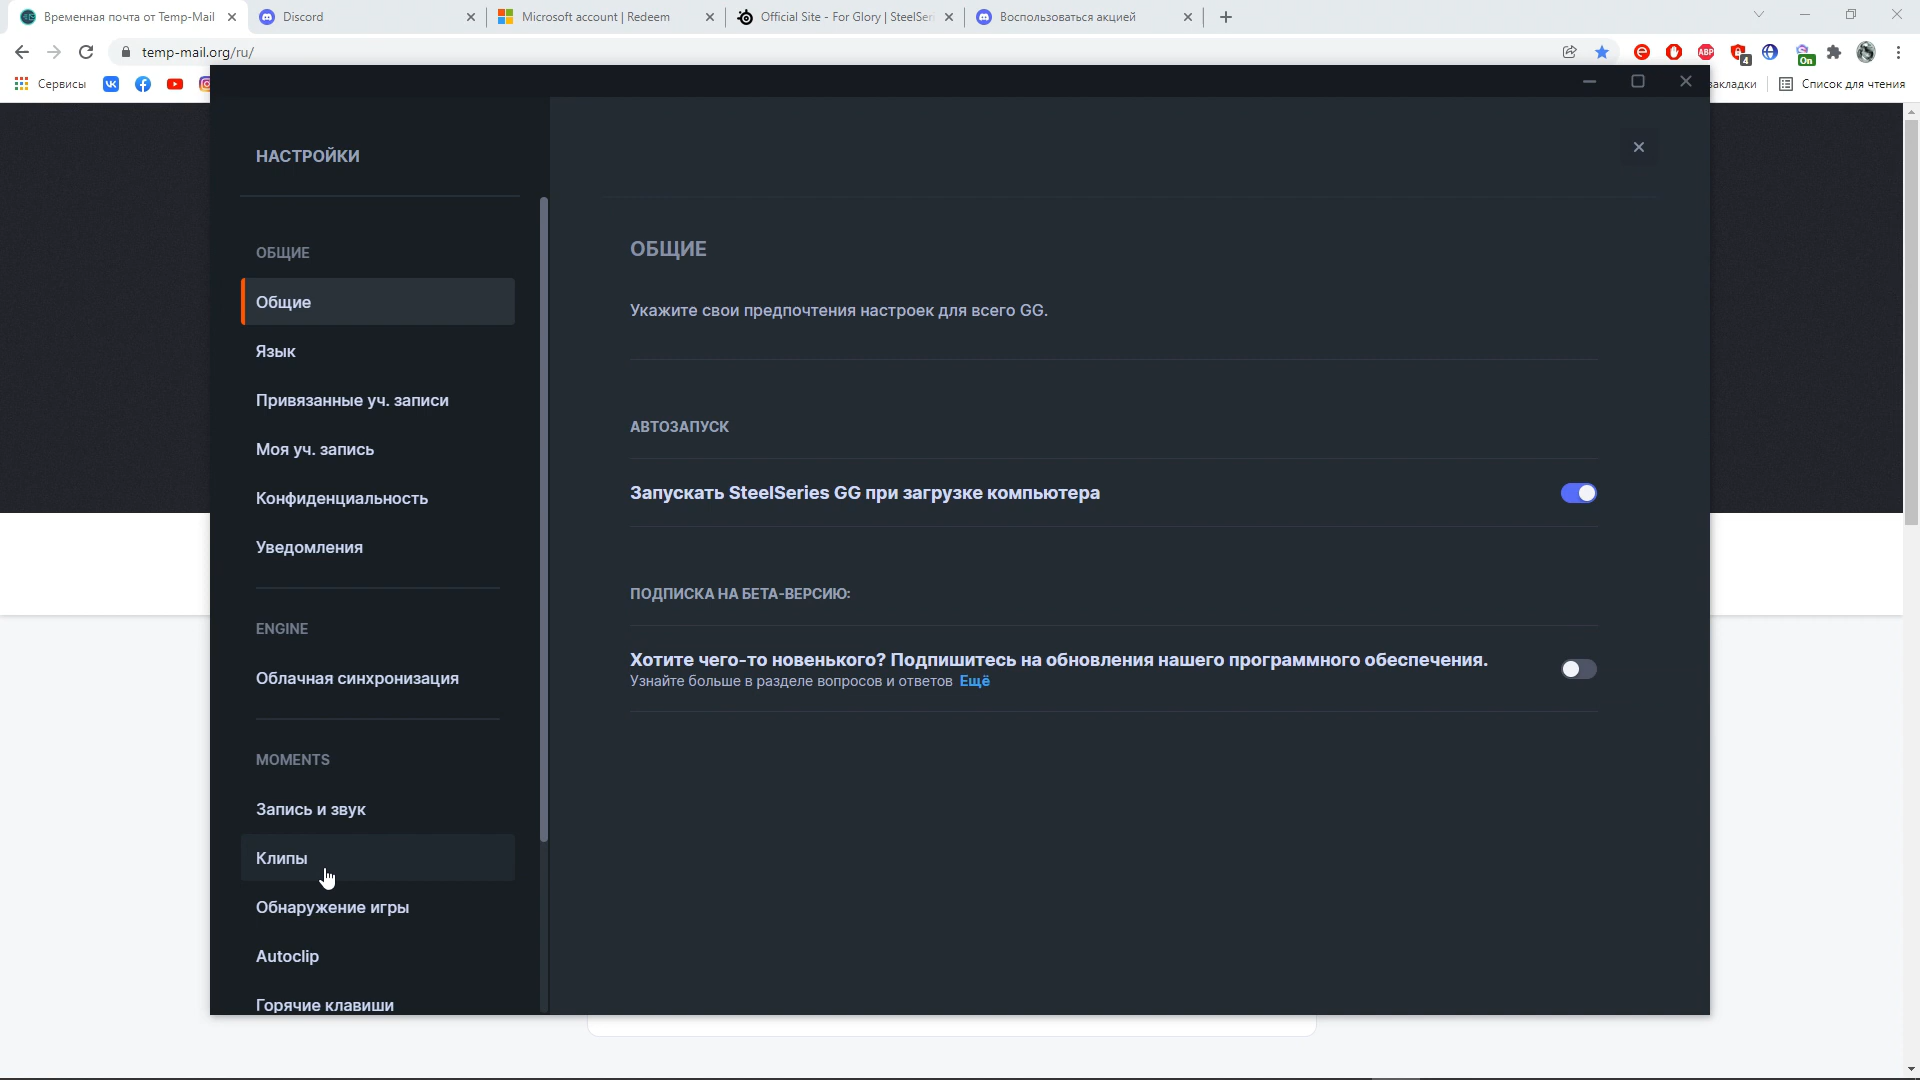 Временная почта от Temp-Mail
Discord
Microsoft account | Redeem
Official Site - For Glory | SteelSeri
Воспользоваться акцией
temp-mail.org/ru/
ABP
4
On
Сервисы
закладки
Список для чтения
НАСТРОЙКИ
ОБЩИЕ
Общие
Язык
Привязанные уч. записи
Моя уч. запись
Конфиденциальность
Уведомления
ENGINE
Облачная синхронизация
MOMENTS
Запись и звук
Клипы
Обнаружение игры
Autoclip
Горячие клавиши
ОБЩИЕ
Укажите свои предпочтения настроек для всего GG.
АВТОЗАПУСК
Запускать SteelSeries GG при загрузке компьютера
ПОДПИСКА НА БЕТА-ВЕРСИЮ:
Хотите чего-то новенького? Подпишитесь на обновления нашего программного обеспечения.
Узнайте больше в разделе вопросов и ответов Ещё